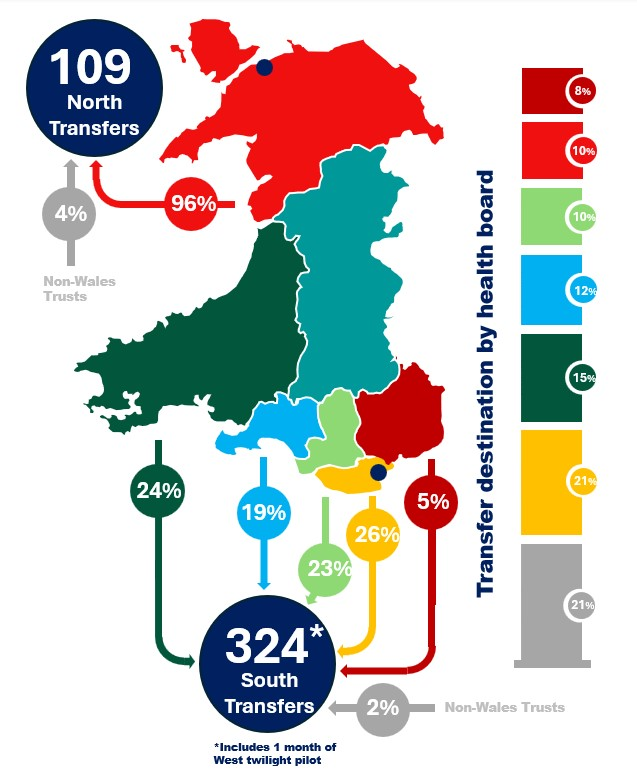 109
North
Transfers
96%
4%
Non-Wales
Trusts
24%
19%
23%
26%
5%
324*
South
Transfers
2%
Non-Wales Trusts
*Includes 1 month of
West twilight pilot
Transfer destination by health board
8%
10%
10%
12%
15%
21%
21%